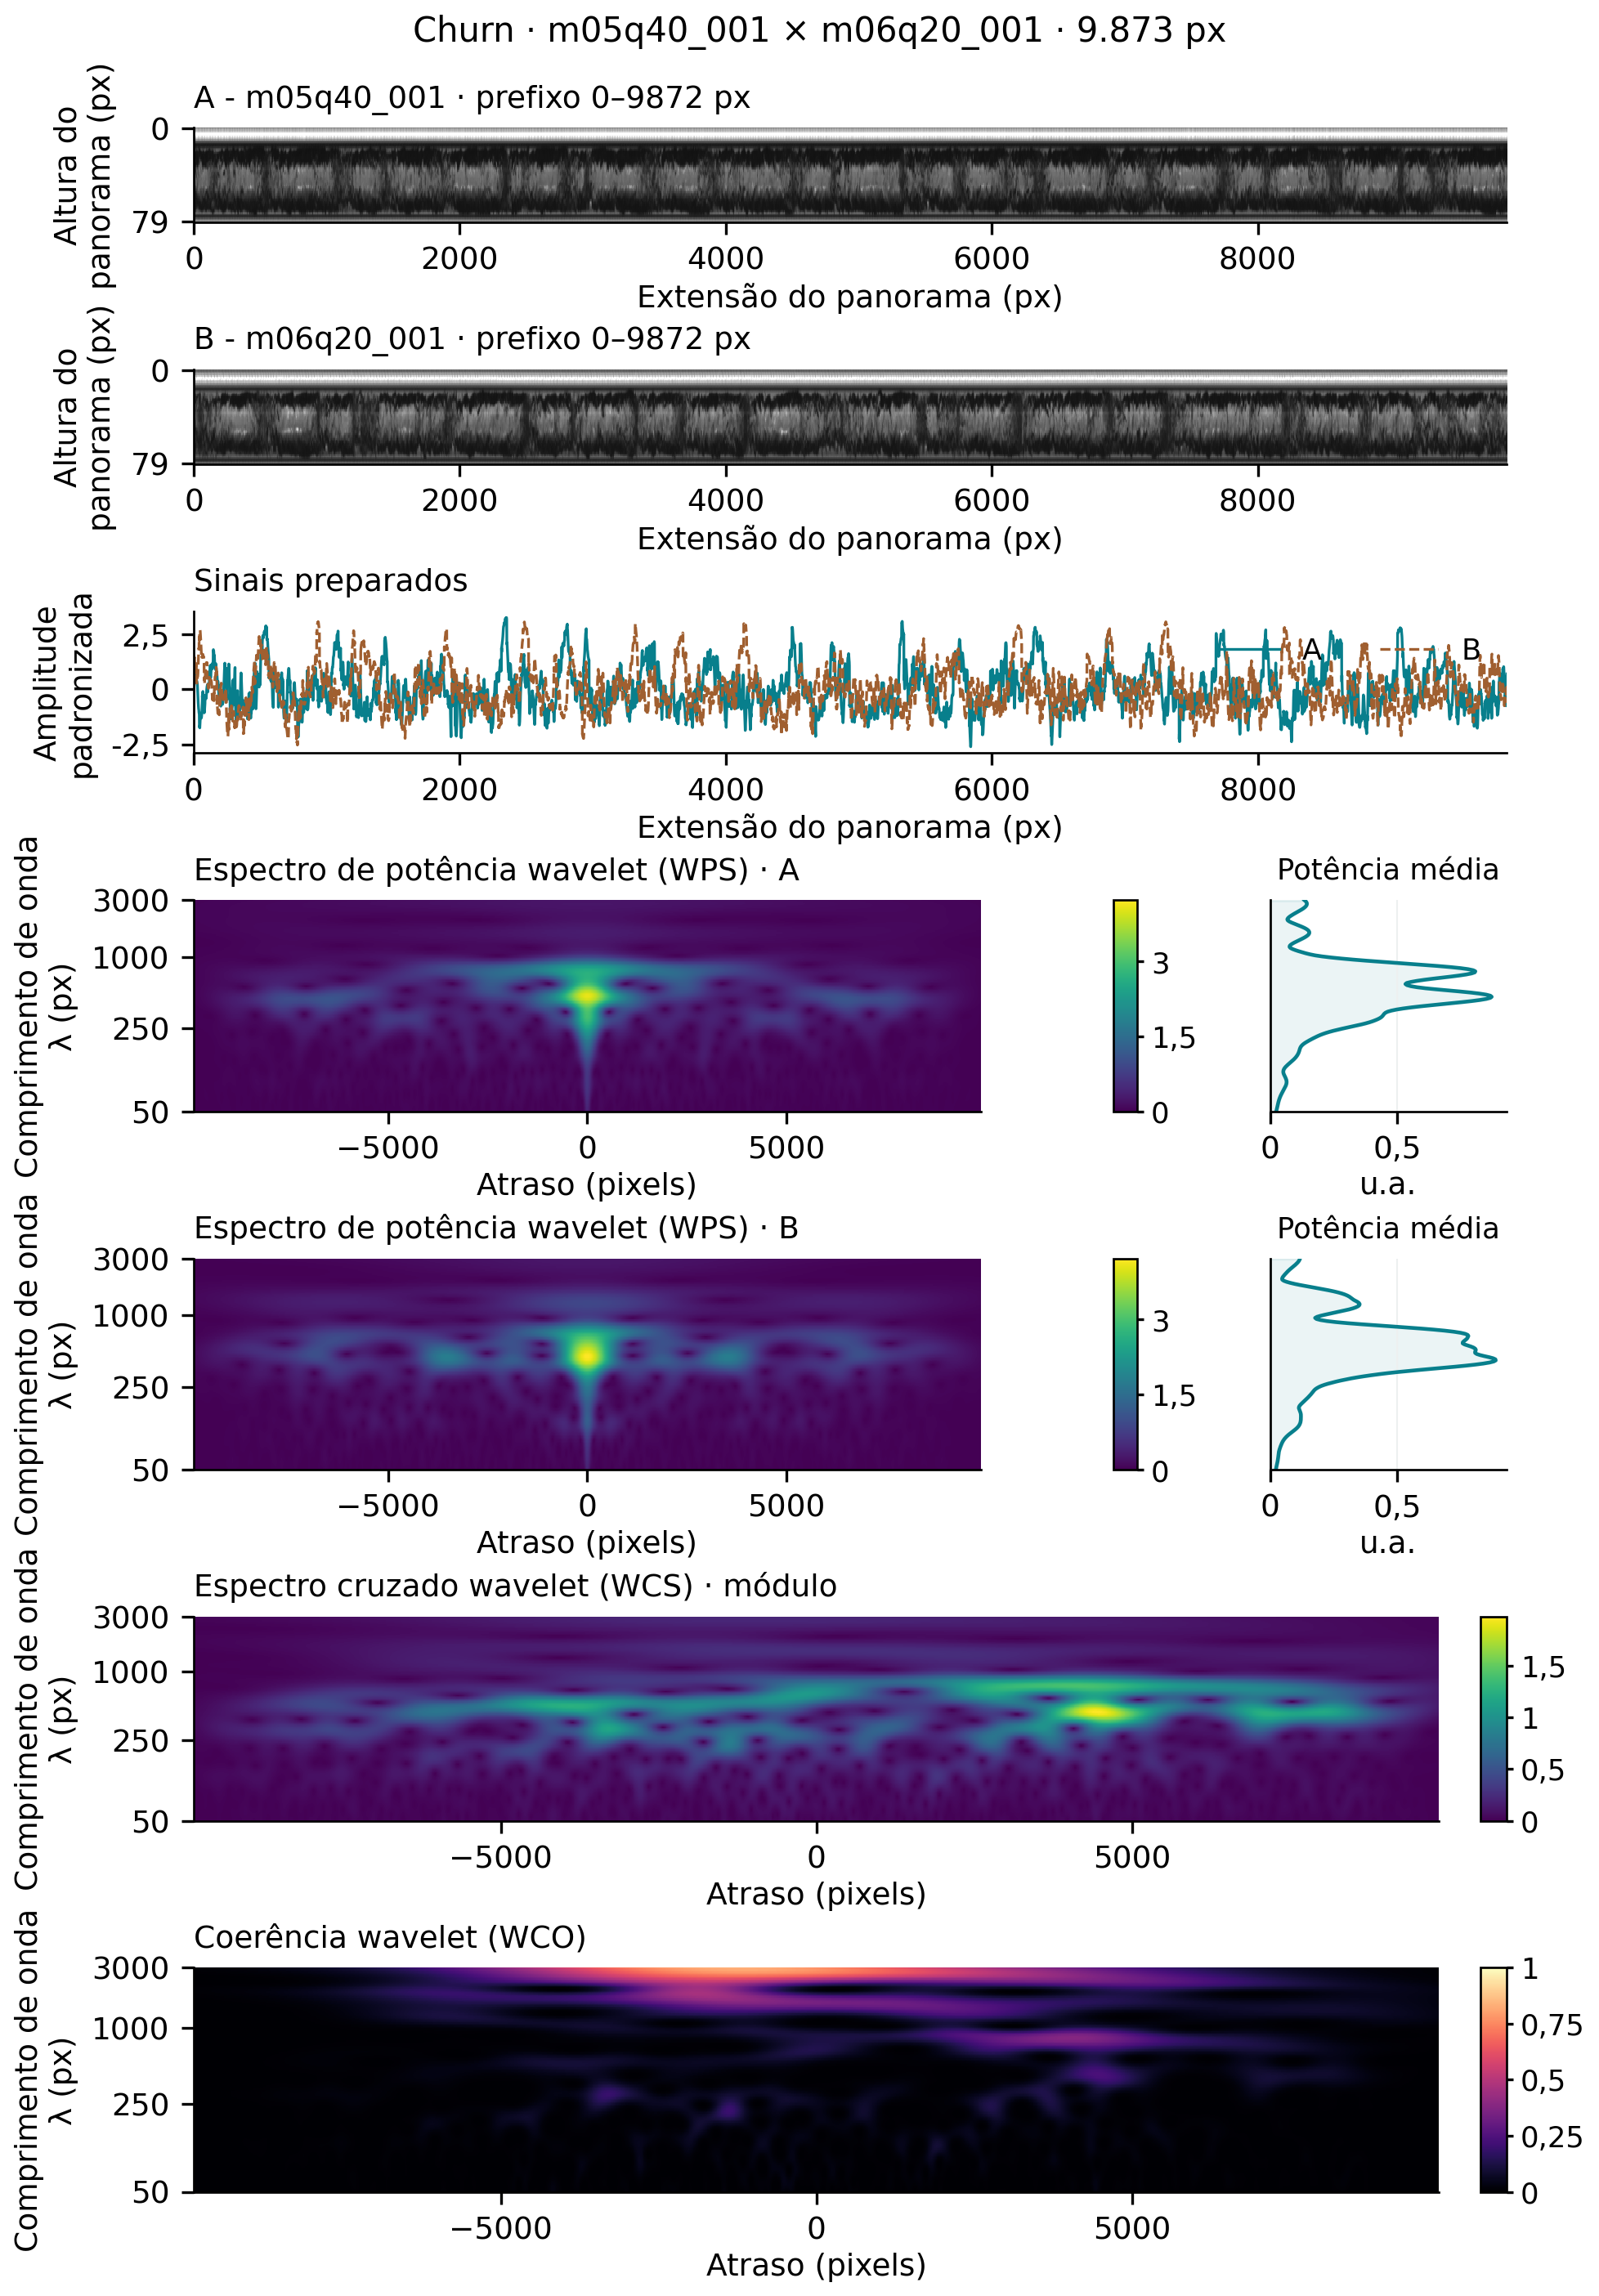 Churn · m05q40_001 × m06q20_001 · 9.873 px
A - m05q40_001 · prefixo 0–9872 px
Altura do
panorama (px)
0
79
0 2000 4000 6000 8000
Extensão do panorama (px)
B - m06q20_001 · prefixo 0–9872 px
Altura do
panorama (px)
0
79
0 2000 4000 6000 8000
Extensão do panorama (px)
Sinais preparados
Amplitude
padronizada
2,5
0
-2,5
A B
0 2000 4000 6000 8000
Extensão do panorama (px)
Espectro de potência wavelet (WPS) · A
Comprimento de onda
λ (px)
3000
1000
250
50
−5000 0 5000
Atraso (pixels)
3
1,5
0
Potência média
0 0,5
u.a.
Espectro de potência wavelet (WPS) · B
Comprimento de onda
λ (px)
3000
1000
250
50
−5000 0 5000
Atraso (pixels)
3
1,5
0
Potência média
0 0,5
u.a.
Espectro cruzado wavelet (WCS) · módulo
Comprimento de onda
λ (px)
3000
1000
250
50
−5000 0 5000
Atraso (pixels)
1,5
1
0,5
0
Coerência wavelet (WCO)
Comprimento de onda
λ (px)
3000
1000
250
50
−5000 0 5000
Atraso (pixels)
1
0,75
0,5
0,25
0